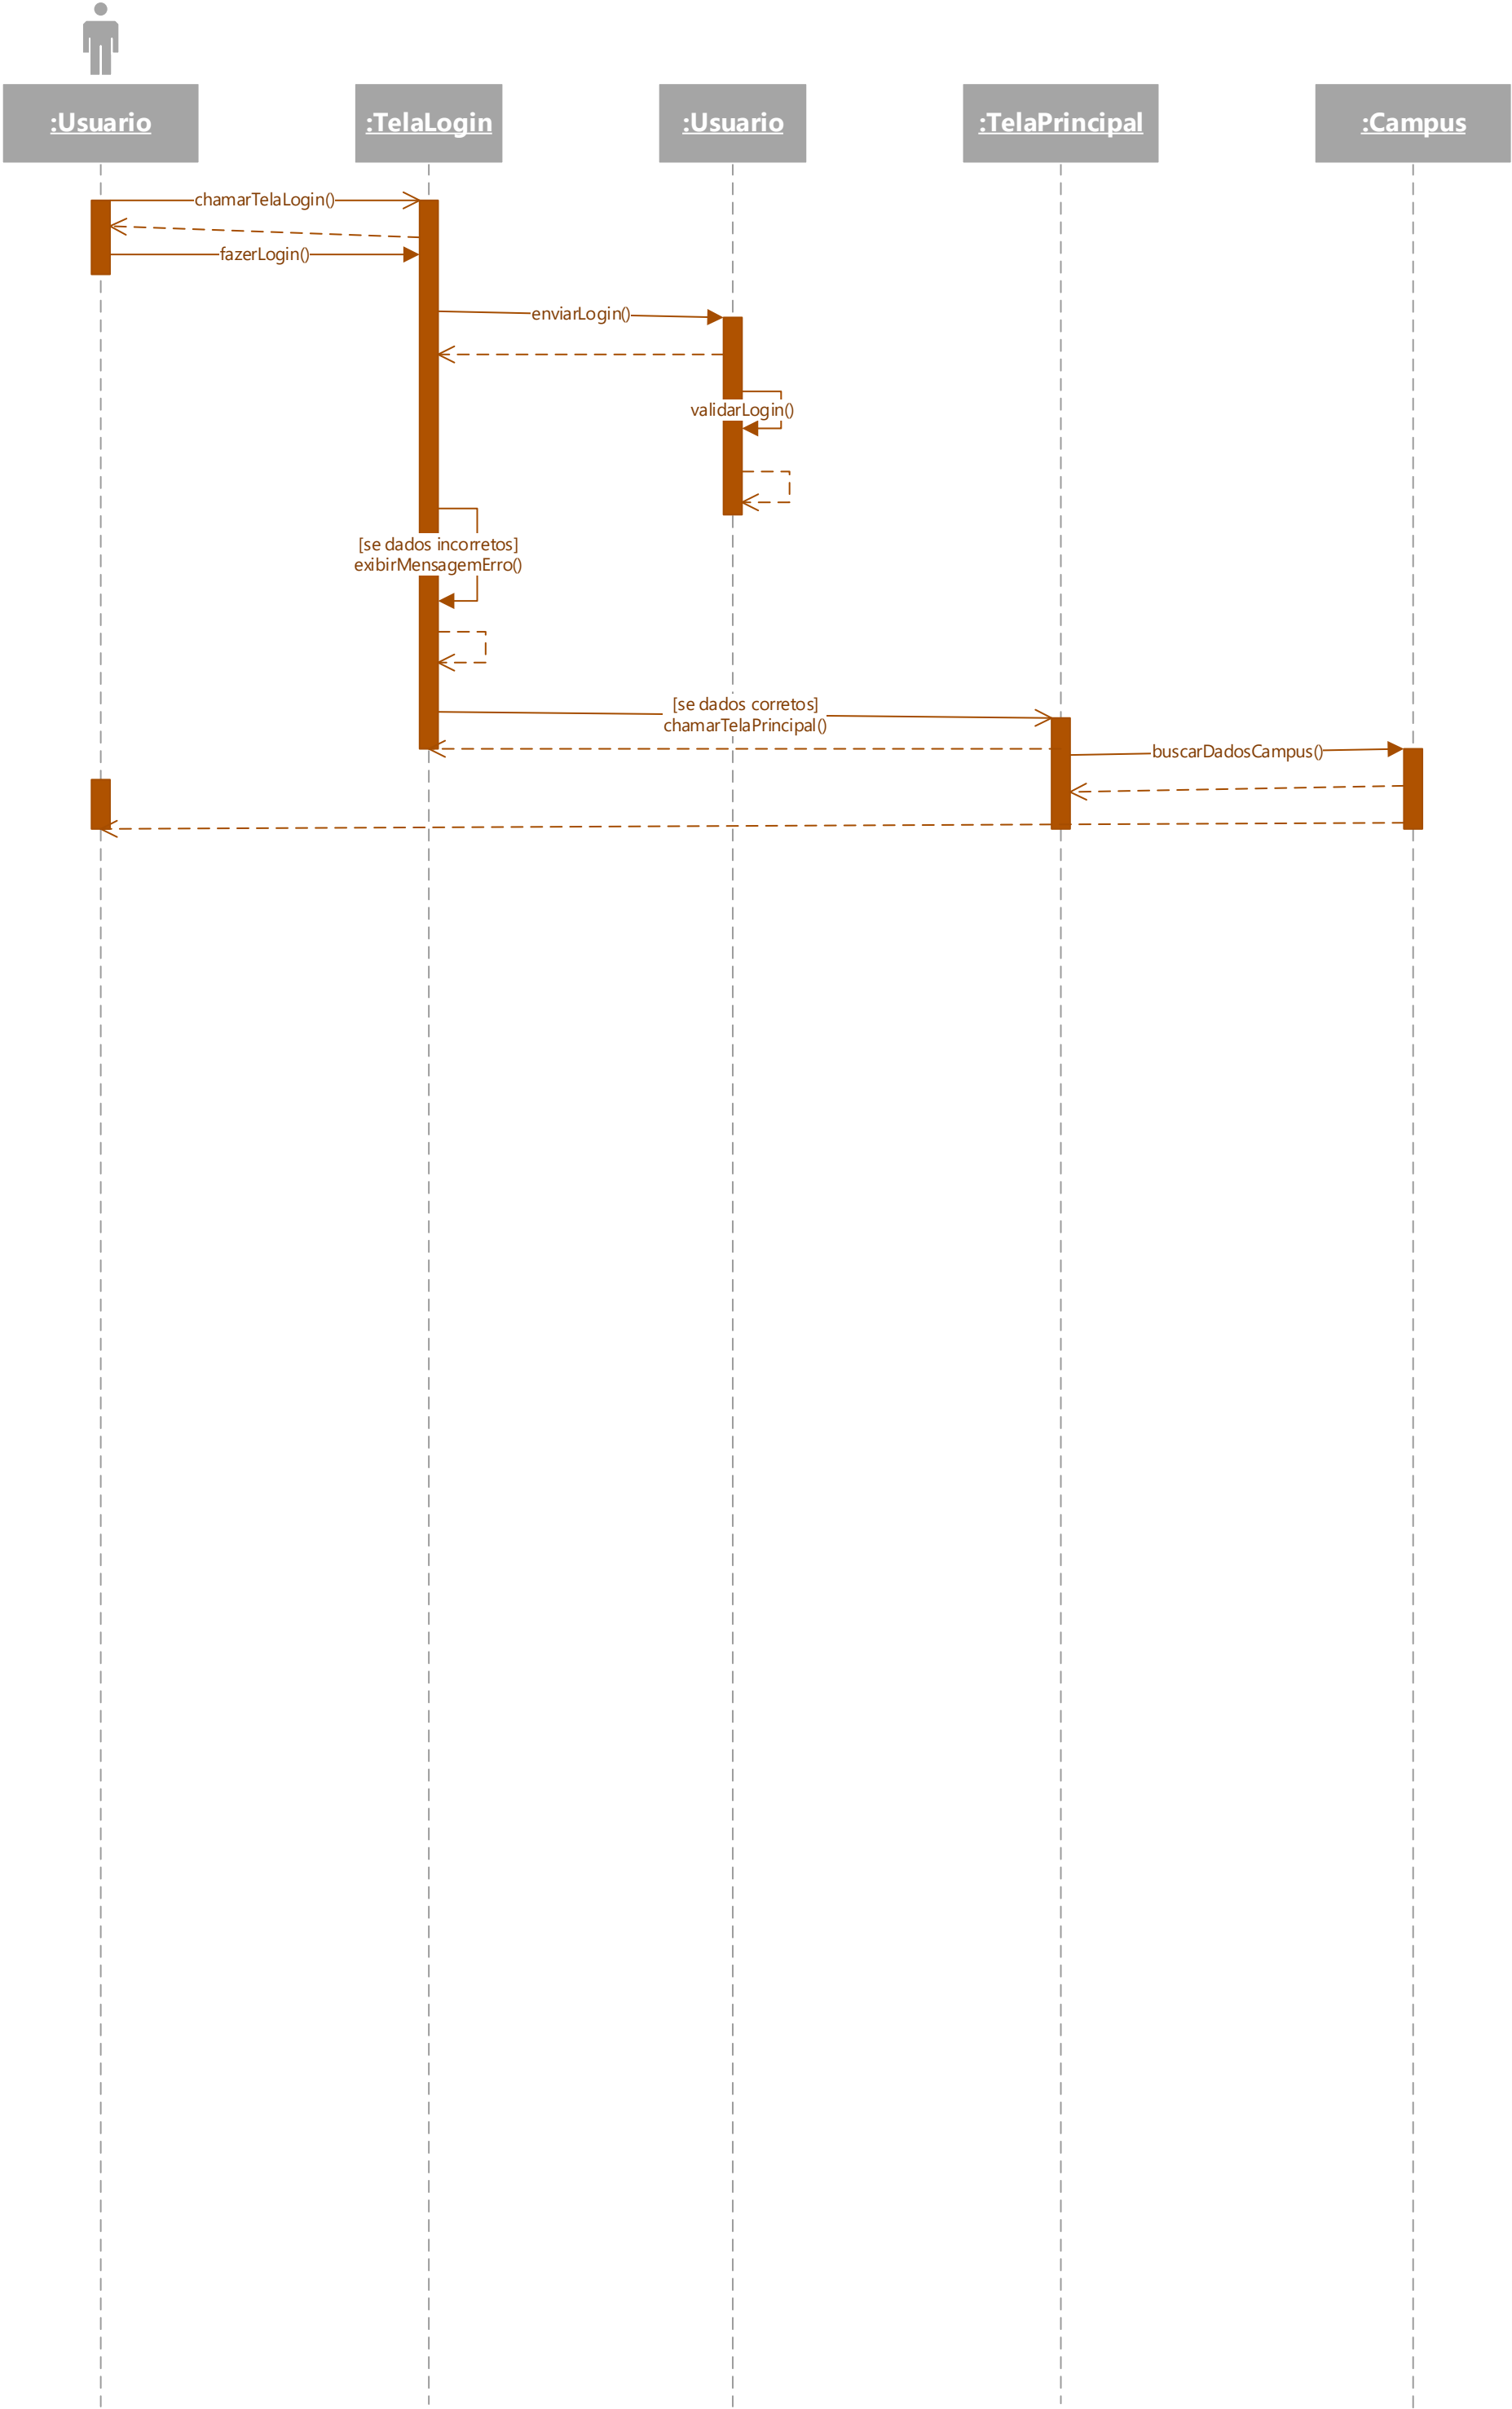 :Usuario
:TelaLogin
:Usuario
:TelaPrincipal
:Campus
chamarTelaLogin()
fazerLogin()
enviarLogin()
validarLogin()
[se dados incorretos]
exibirMensagemErro()
[se dados corretos]
chamarTelaPrincipal()
buscarDadosCampus()